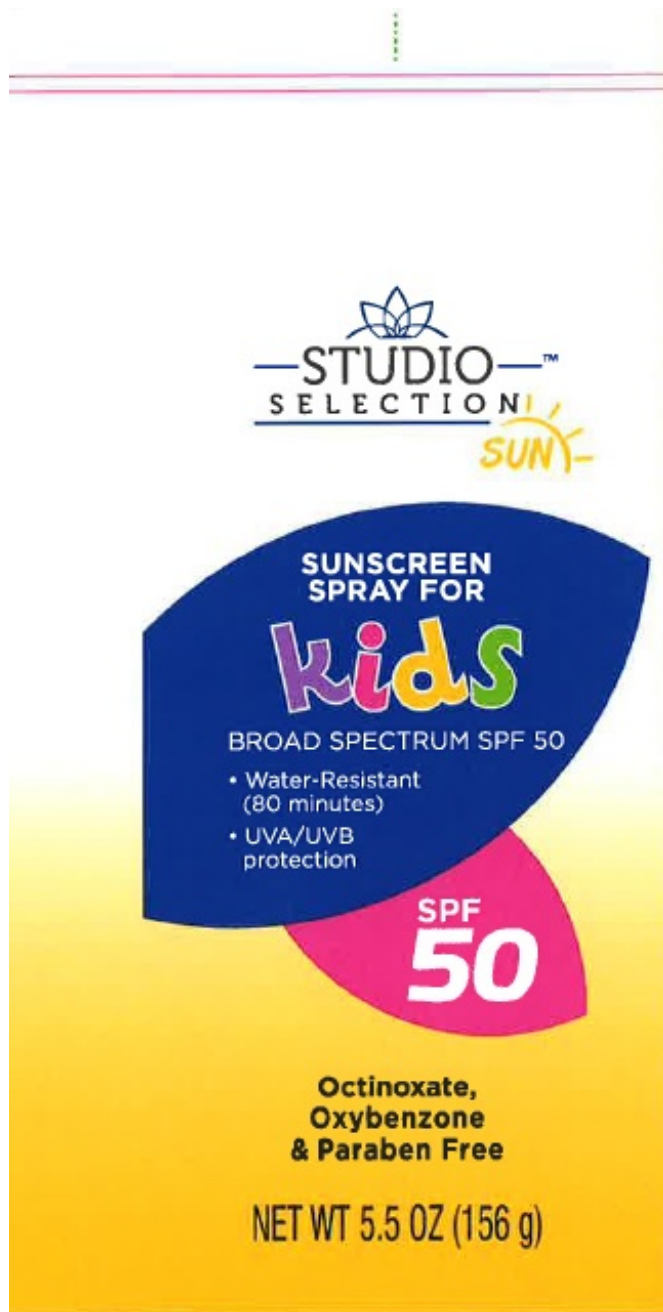 —STUDIO—™
SELECTION
SUN
SUNSCREEN
SPRAY FOR
kids
BROAD SPECTRUM SPF 50
• Water-Resistant
(80 minutes)
• UVA/UVB
protection
SPF
50
Octinoxate,
Oxybenzone
& Paraben Free
NET WT 5.5 OZ (156 g)